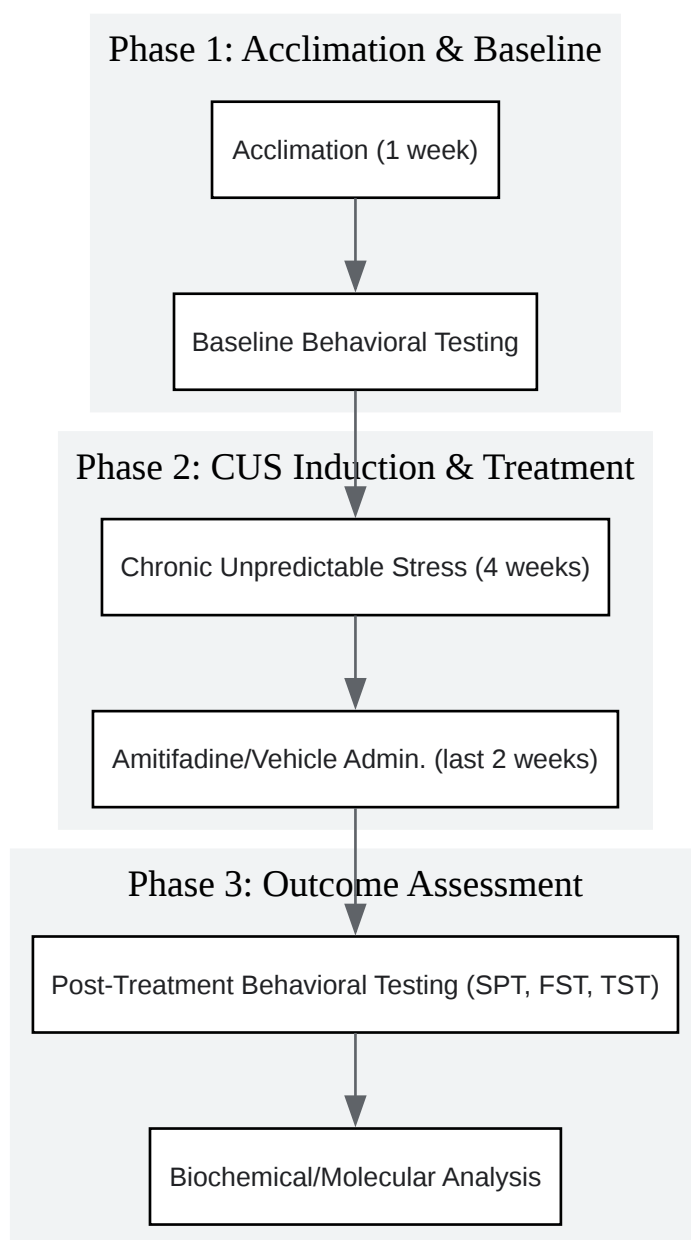 Phase 1: Acclimation & Baseline
Acclimation (1 week)
Baseline Behavioral Testing
Phase 2: CUS Induction & Treatment
Chronic Unpredictable Stress (4 weeks)
Amitifadine/Vehicle Admin. (last 2 weeks)
Phase 3: Outcome Assessment
Post-Treatment Behavioral Testing (SPT, FST, TST)
Biochemical/Molecular Analysis